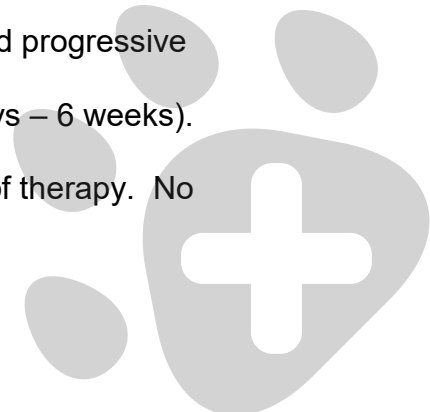 d progressive
ys – 6 weeks).
of therapy.  No